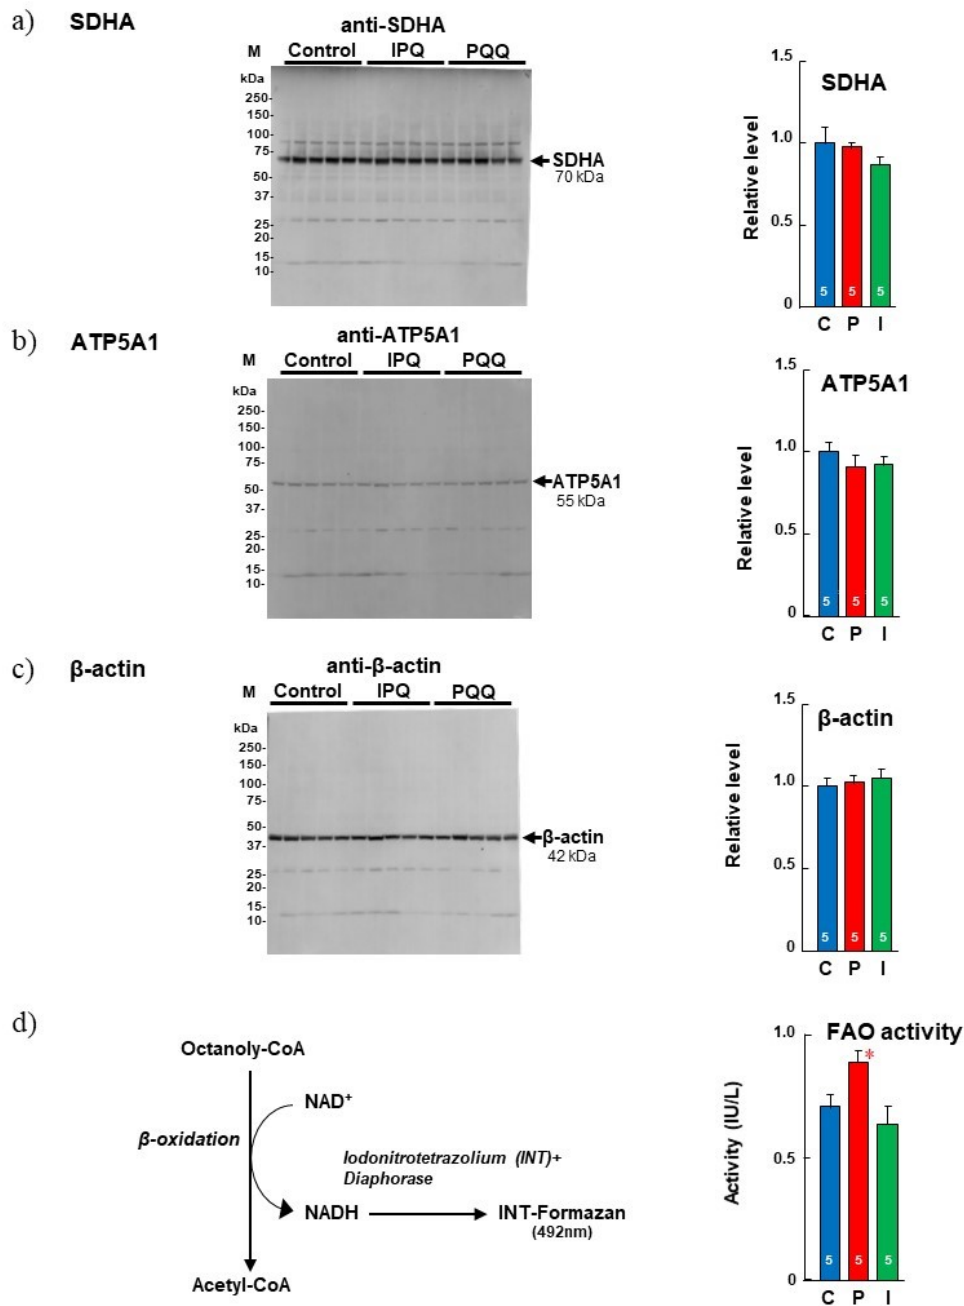 a) SDHA
anti-SDHA
M Control IPQ PQQ
kDa
250-
150-
100-
75-
50-
37-
25-
20-
15-
10-
SDHA
70 kDa
SDHA
Relative level
1.5
1.0
0.5
0
5 5 5
C P I
b) ATP5A1
anti-ATP5A1
M Control IPQ PQQ
kDa
250-
150-
100-
75-
50-
37-
25-
20-
15-
10-
ATP5A1
55 kDa
ATP5A1
Relative level
1.5
1.0
0.5
0
5 5 5
C P I
c) β-actin
anti-β-actin
M Control IPQ PQQ
kDa
250-
150-
100-
75-
50-
37-
25-
20-
15-
10-
β-actin
42 kDa
β-actin
Relative level
1.5
1.0
0.5
0
5 5 5
C P I
d)
Octanoly-CoA
NAD+
β-oxidation
Iodonitrotetrazolium (INT)+
Diaphorase
NADH
INT-Formazan
(492nm)
Acetyl-CoA
FAO activity
Activity (IU/L)
1.0
0.5
0
*
5 5 5
C P I